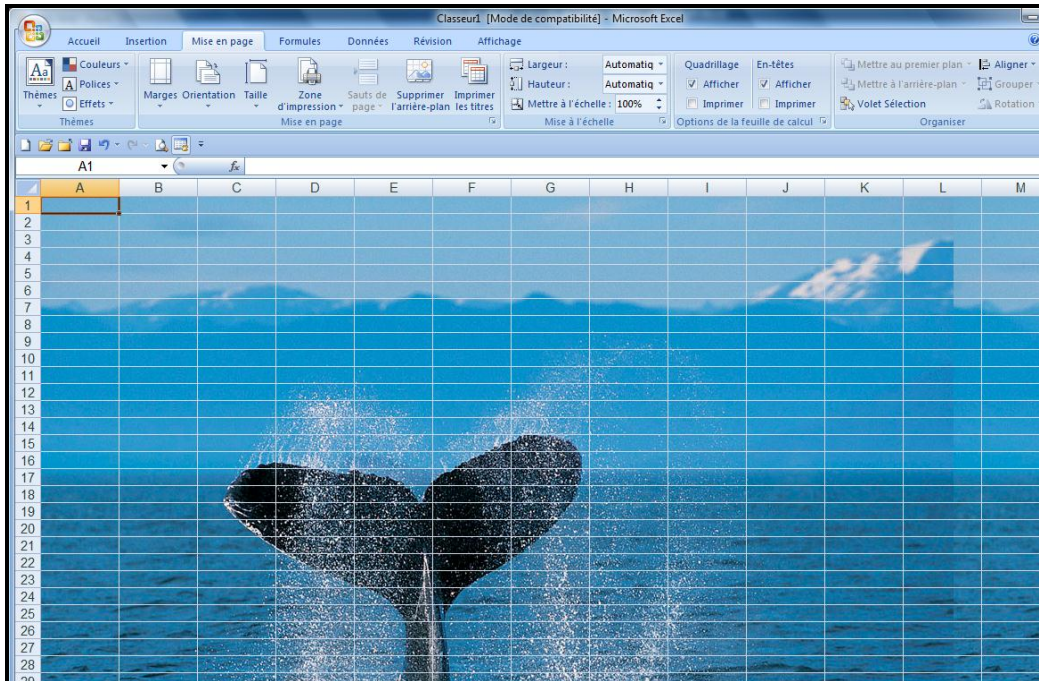 Classeur1 [Mode de compatibilité] - Microsoft Excel
Accueil Insertion Mise en page Formules Données Révision Affichage
Aa Thèmes
Couleurs
A Polices
Effets
Thèmes
Marges
Orientation
Taille
Zone d'impression
Sauts de page
Supprimer l'arrière-plan
Imprimer les titres
Mise en page
Largeur : Automatiq
Hauteur : Automatiq
Mettre à l'échelle : 100%
Mise à l'échelle
Quadrillage
Afficher
Imprimer
En-têtes
Afficher
Imprimer
Options de la feuille de calcul
Mettre au premier plan
Mettre à l'arrière-plan
Volet Sélection
Aligner
Grouper
Rotation
Organiser
A1 fx
A B C D E F G H I J K L M
1
2
3
4
5
6
7
8
9
10
11
12
13
14
15
16
17
18
19
20
21
22
23
24
25
26
27
28
29